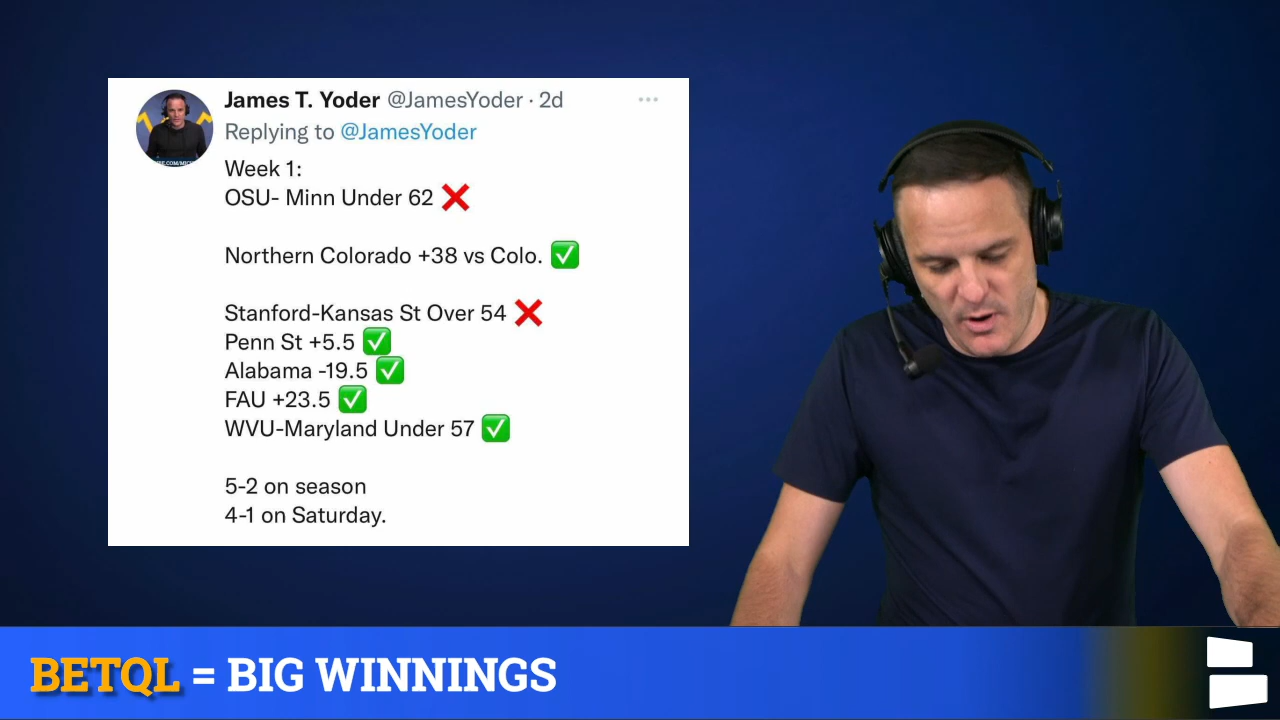 James T. Yoder @JamesYoder · 2d
Replying to @JamesYoder
Week 1:
OSU- Minn Under 62 ❌
Northern Colorado +38 vs Colo. ✅
Stanford-Kansas St Over 54 ❌
Penn St +5.5 ✅
Alabama -19.5 ✅
FAU +23.5 ✅
WVU-Maryland Under 57 ✅
5-2 on season
4-1 on Saturday.
BETQL = BIG WINNINGS